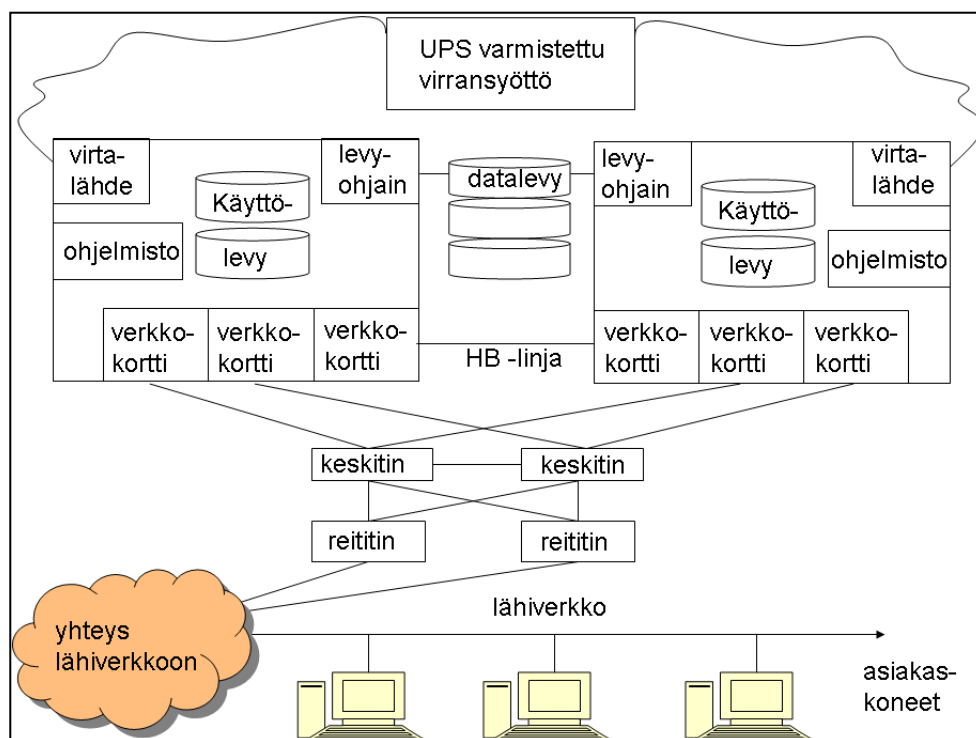 UPS varmistettu
virransyöttö
virta-
lähde
levy-
ohjain
Käyttö-
levy
ohjelmisto
verkko-
kortti
verkko-
kortti
verkko-
kortti
datalevy
HB -linja
levy-
ohjain
virta-
lähde
Käyttö-
levy
ohjelmisto
verkko-
kortti
verkko-
kortti
verkko-
kortti
keskitin
keskitin
reititin
reititin
yhteys
lähiverkkoon
lähiverkko
asiakas-
koneet